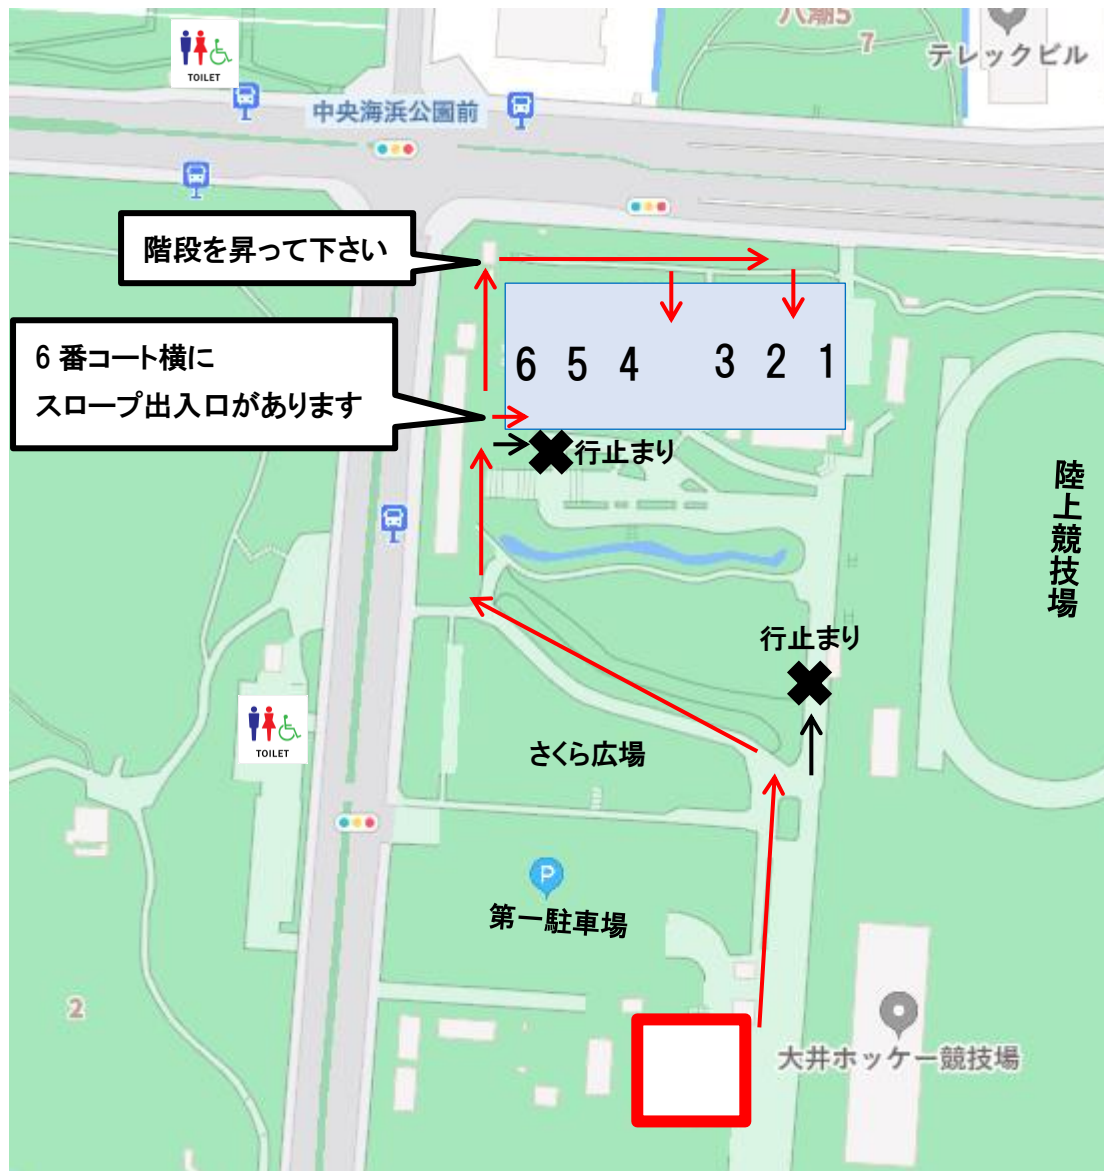 八潮5
7
テレックビル
TOILET
中央海浜公園前
階段を昇って下さい
6番コート横に
スロープ出入口があります
6 5 4 3 2 1
行止まり
陸上競技場
行止まり
TOILET
さくら広場
P
第一駐車場
2
大井ホッケー競技場